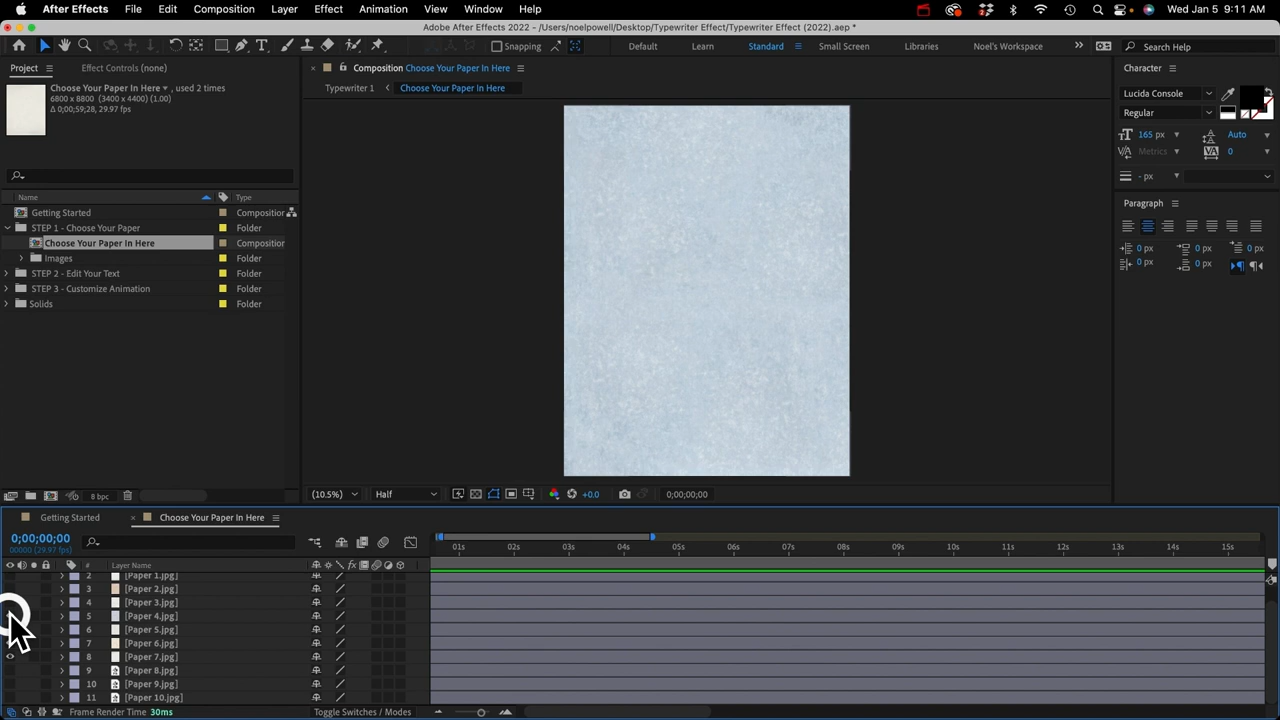 After Effects File Edit Composition Layer Effect Animation View Window Help Wed Jan 5 9:11 AM
Adobe After Effects 2022 - /Users/noelpowell/Desktop/Typewriter Effect/Typewriter Effect (2022).aep *
Snapping Default Learn Standard Small Screen Libraries Noel's Workspace Search Help
Project Effect Controls (none) Composition Choose Your Paper In Here Character
Choose Your Paper In Here , used 2 times
6800 x 8800 (3400 x 4400) (1.00)
Δ 0;00;59;28, 29.97 fps)
Typewriter 1 Choose Your Paper In Here
Lucida Console
Regular
165 px Auto
Metrics 0
- px
Name Type
Getting Started Compositior
STEP 1 - Choose Your Paper Folder
Choose Your Paper In Here Compositior
Images Folder
STEP 2 - Edit Your Text Folder
STEP 3 - Customize Animation Folder
Solids Folder
Paragraph
0 px 0 px 0 px
0 px 0 px
8 bpc
(10.5%) Half +0.0 0;00;00;00
Getting Started Choose Your Paper In Here
0;00;00;00
00000 (29.97 fps)
01s 02s 03s 04s 05s 06s 07s 08s 09s 10s 11s 12s 13s 14s 15s
# Layer Name fx
2 [Paper 1.jpg]
3 [Paper 2.jpg]
4 [Paper 3.jpg]
5 [Paper 4.jpg]
6 [Paper 5.jpg]
7 [Paper 6.jpg]
8 [Paper 7.jpg]
9 [Paper 8.jpg]
10 [Paper 9.jpg]
11 [Paper 10.jpg]
Frame Render Time 30ms Toggle Switches / Modes